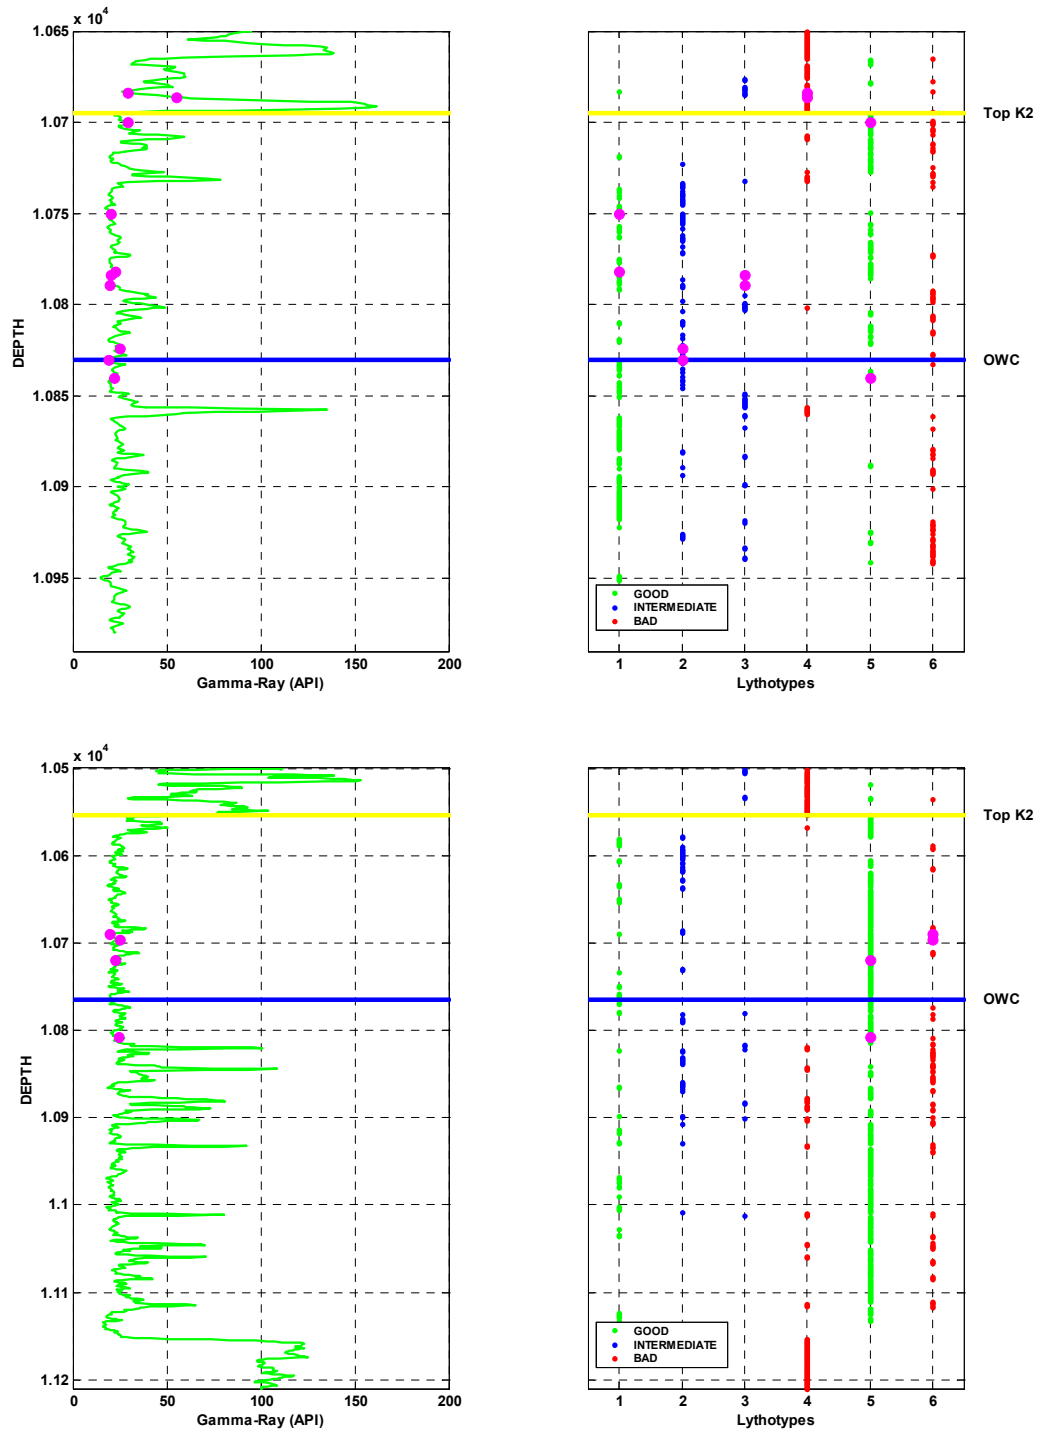 x 10^4
1.065
1.07
1.075
1.08
1.085
1.09
1.095
DEPTH
0 50 100 150 200
Gamma-Ray (API)
Top K2
OWC
GOOD
INTERMEDIATE
BAD
1 2 3 4 5 6
Lythotypes
x 10^4
1.05
1.06
1.07
1.08
1.09
1.1
1.11
1.12
DEPTH
0 50 100 150 200
Gamma-Ray (API)
Top K2
OWC
GOOD
INTERMEDIATE
BAD
1 2 3 4 5 6
Lythotypes